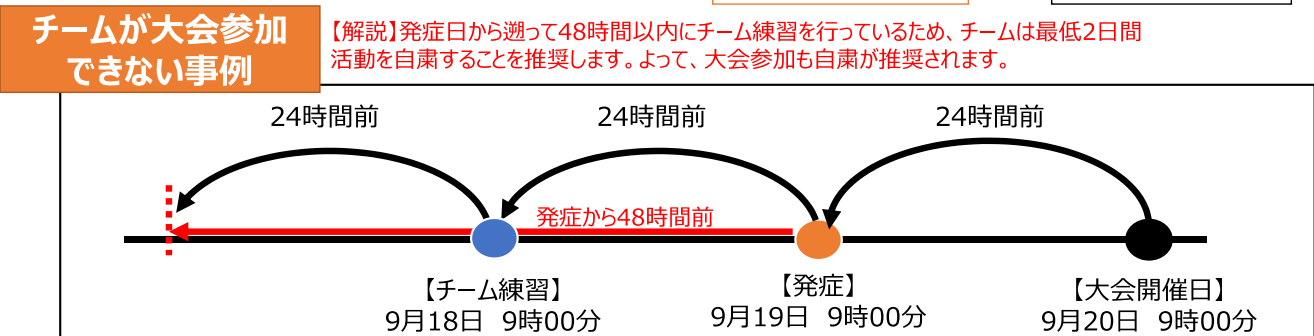 チームが大会参加
できない事例
【解説】発症日から遡って48時間以内にチーム練習を行っているため、チームは最低2日間
活動を自粛することを推奨します。よって、大会参加も自粛が推奨されます。
24時間前
24時間前
24時間前
発症から48時間前
【チーム練習】
9月18日 9時00分
【発症】
9月19日 9時00分
【大会開催日】
9月20日 9時00分